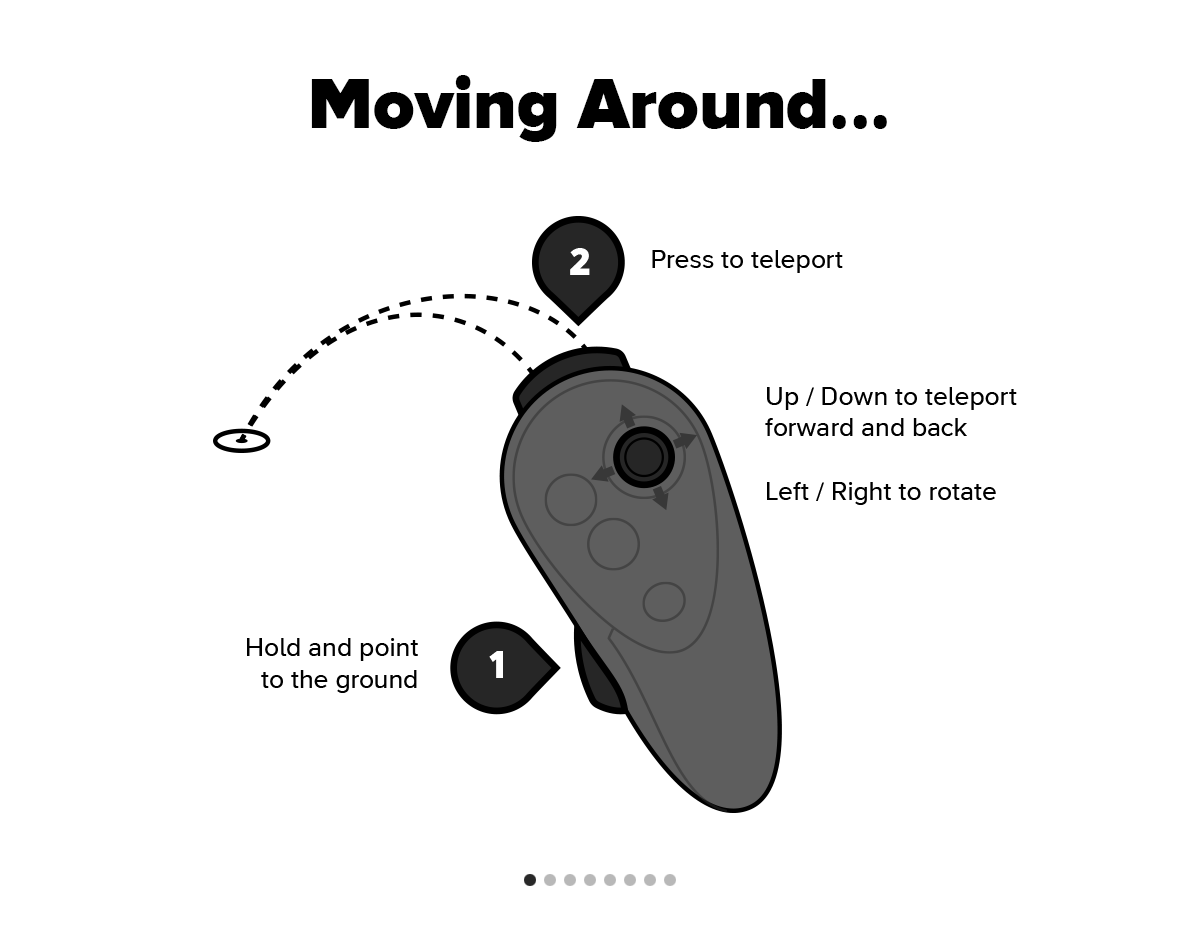 Moving Around...
2
Press to teleport
Up / Down to teleport
forward and back
Left / Right to rotate
Hold and point
to the ground
1